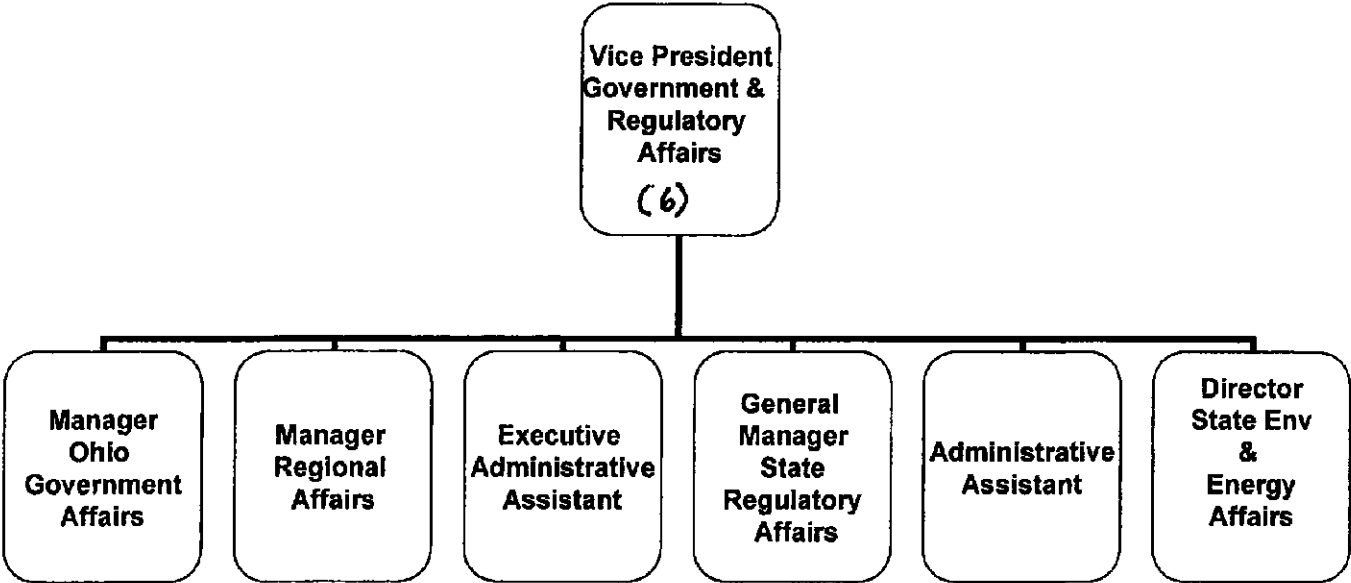 Vice President
Government &
Regulatory
Affairs
(6)
Manager
Ohio
Government
Affairs
Manager
Regional
Affairs
Executive
Administrative
Assistant
General
Manager
State
Regulatory
Affairs
Administrative
Assistant
Director
State Env
&
Energy
Affairs